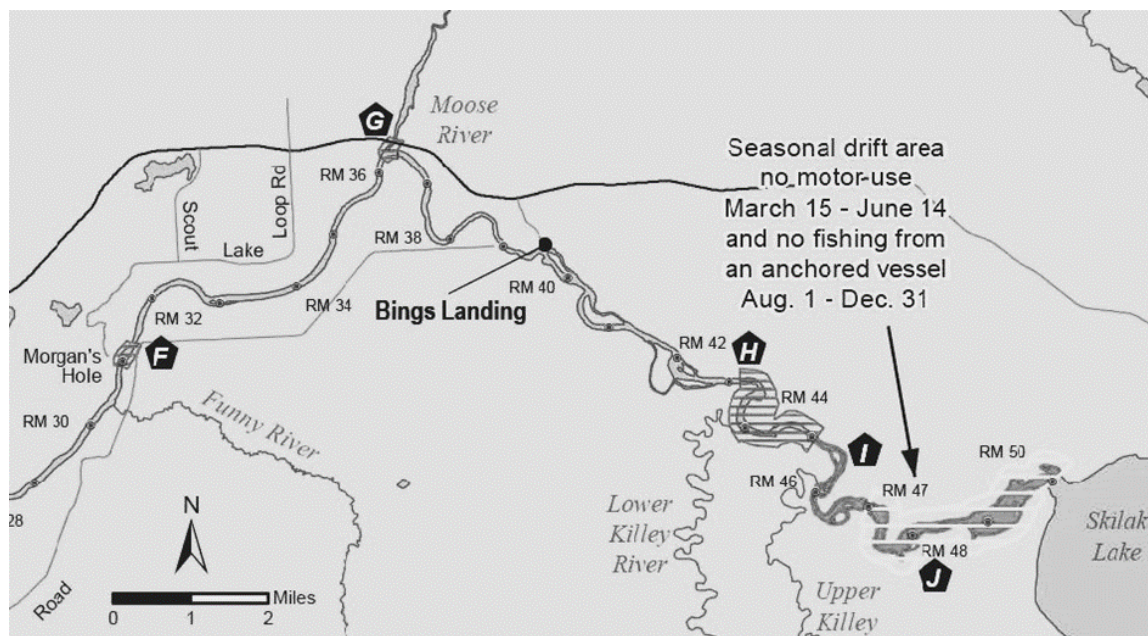 Moose
River
G
Seasonal drift area
no motor-use
March 15 - June 14
and no fishing from
an anchored vessel
Aug. 1 - Dec. 31
RM 36
Scout
Loop Rd
Lake
RM 38
RM 40
Bings Landing
RM 34
RM 32
Morgan's
Hole
F
RM 42
H
RM 44
RM 30
Funny River
I
RM 50
RM 46
RM 47
Skilak
Lake
Lower
Killey
River
28
N
RM 48
J
Upper
Killey
Road
Miles
0 1 2